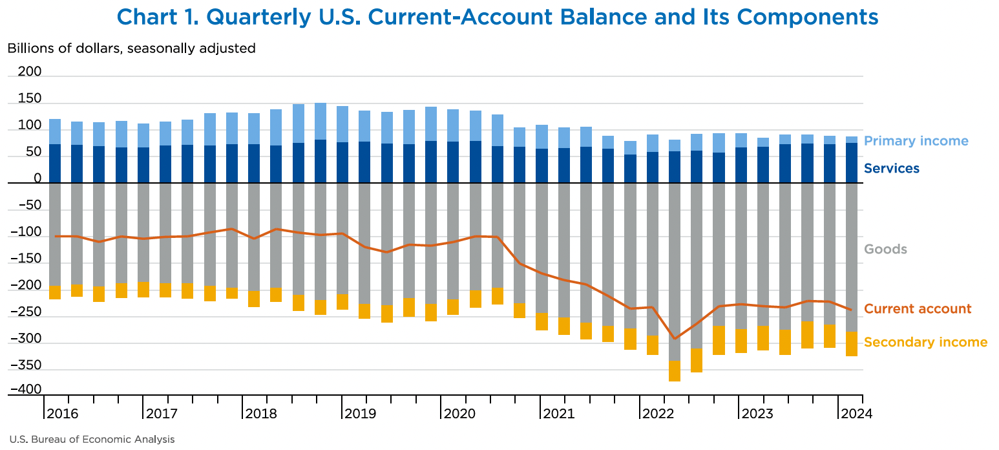 Chart 1. Quarterly U.S. Current-Account Balance and Its Components
Billions of dollars, seasonally adjusted
200
150
100
50
0
–50
–100
–150
–200
–250
–300
–350
–400
Primary income
Services
Goods
Current account
Secondary income
2016 2017 2018 2019 2020 2021 2022 2023 2024
U.S. Bureau of Economic Analysis